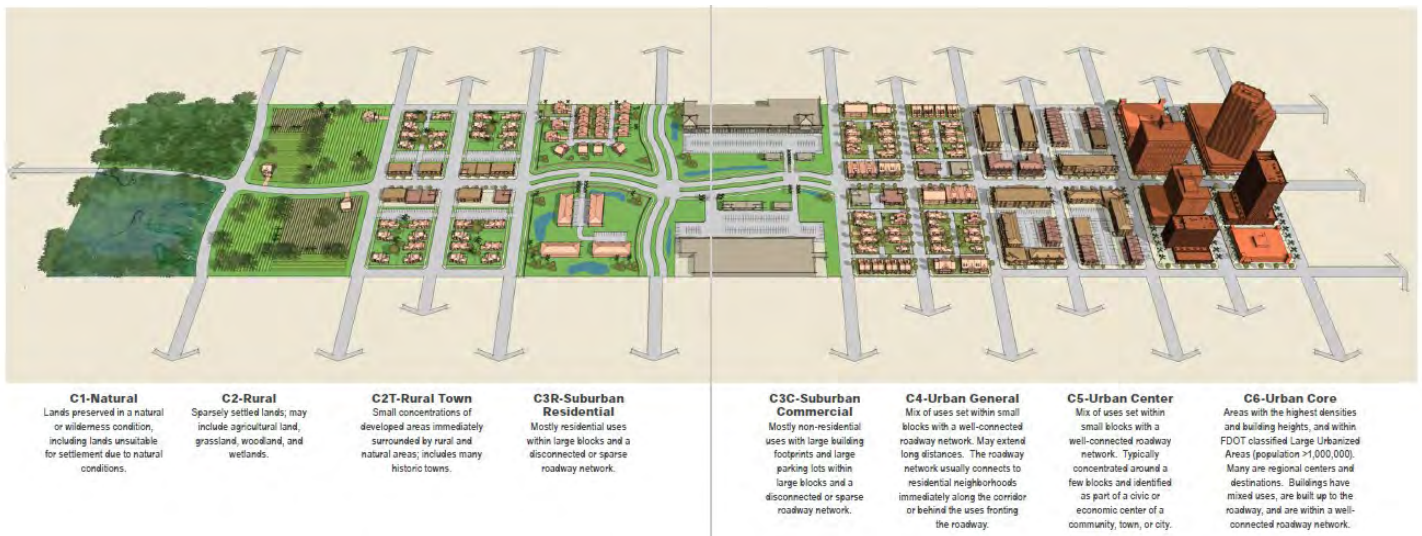 C1-Natural
Lands preserved in a natural
or wilderness condition,
including lands unsuitable
for settlement due to natural
conditions.
C2-Rural
Sparsely settled lands; may
include agricultural land,
grassland, woodland, and
wetlands.
C2T-Rural Town
Small concentrations of
developed areas immediately
surrounded by rural and
natural areas; includes many
historic towns.
C3R-Suburban
Residential
Mostly residential uses
within large blocks and a
disconnected or sparse
roadway network.
C3C-Suburban
Commercial
Mostly non-residential
uses with large building
footprints and large
parking lots within
large blocks and a
disconnected or sparse
roadway network.
C4-Urban General
Mix of uses set within small
blocks with a well-connected
roadway network. May extend
long distances. The roadway
network usually connects to
residential neighborhoods
immediately along the corridor
or behind the uses fronting
the roadway.
C5-Urban Center
Mix of uses set within
small blocks with a
well-connected roadway
network. Typically
concentrated around a
few blocks and identified
as part of a civic or
economic center of a
community, town, or city.
C6-Urban Core
Areas with the highest densities
and building heights, and within
FDOT classified Large Urbanized
Areas (population >1,000,000).
Many are regional centers and
destinations. Buildings have
mixed uses, are built up to the
roadway, and are within a well-
connected roadway network.